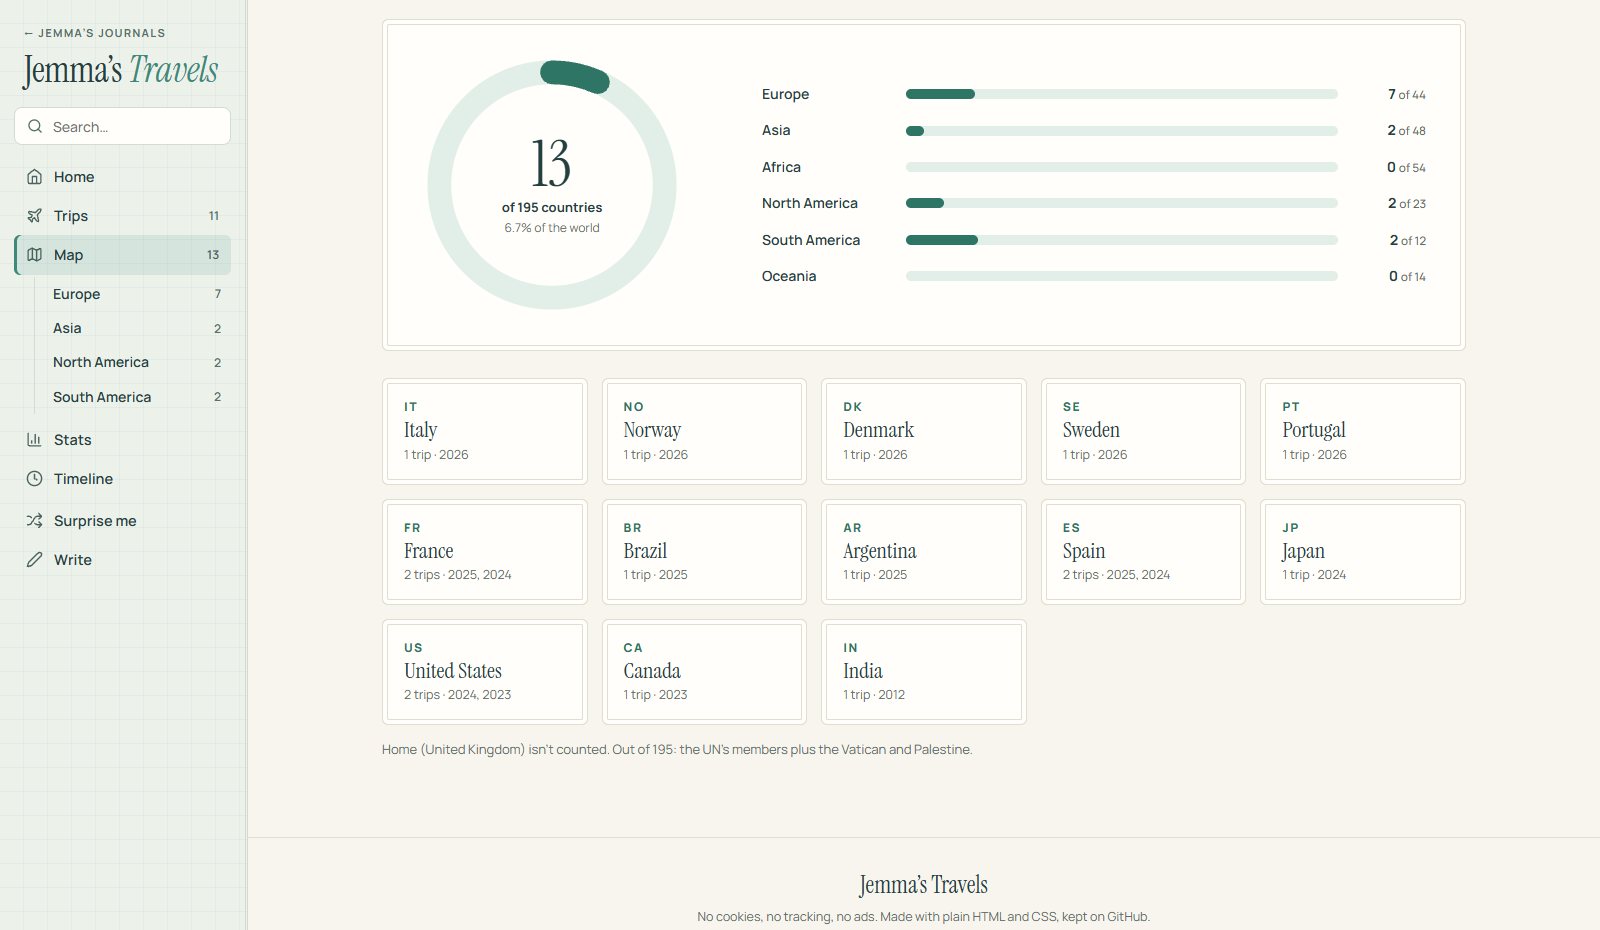 ← JEMMA’S JOURNALS
Jemma’s Travels
Search...
Home
Trips 11
Map 13
Europe 7
Asia 2
North America 2
South America 2
Stats
Timeline
Surprise me
Write
13
of 195 countries
6.7% of the world
Europe 7 of 44
Asia 2 of 48
Africa 0 of 54
North America 2 of 23
South America 2 of 12
Oceania 0 of 14
IT
Italy
1 trip · 2026
NO
Norway
1 trip · 2026
DK
Denmark
1 trip · 2026
SE
Sweden
1 trip · 2026
PT
Portugal
1 trip · 2026
FR
France
2 trips · 2025, 2024
BR
Brazil
1 trip · 2025
AR
Argentina
1 trip · 2025
ES
Spain
2 trips · 2025, 2024
JP
Japan
1 trip · 2024
US
United States
2 trips · 2024, 2023
CA
Canada
1 trip · 2023
IN
India
1 trip · 2012
Home (United Kingdom) isn’t counted. Out of 195: the UN’s members plus the Vatican and Palestine.
Jemma’s Travels
No cookies, no tracking, no ads. Made with plain HTML and CSS, kept on GitHub.